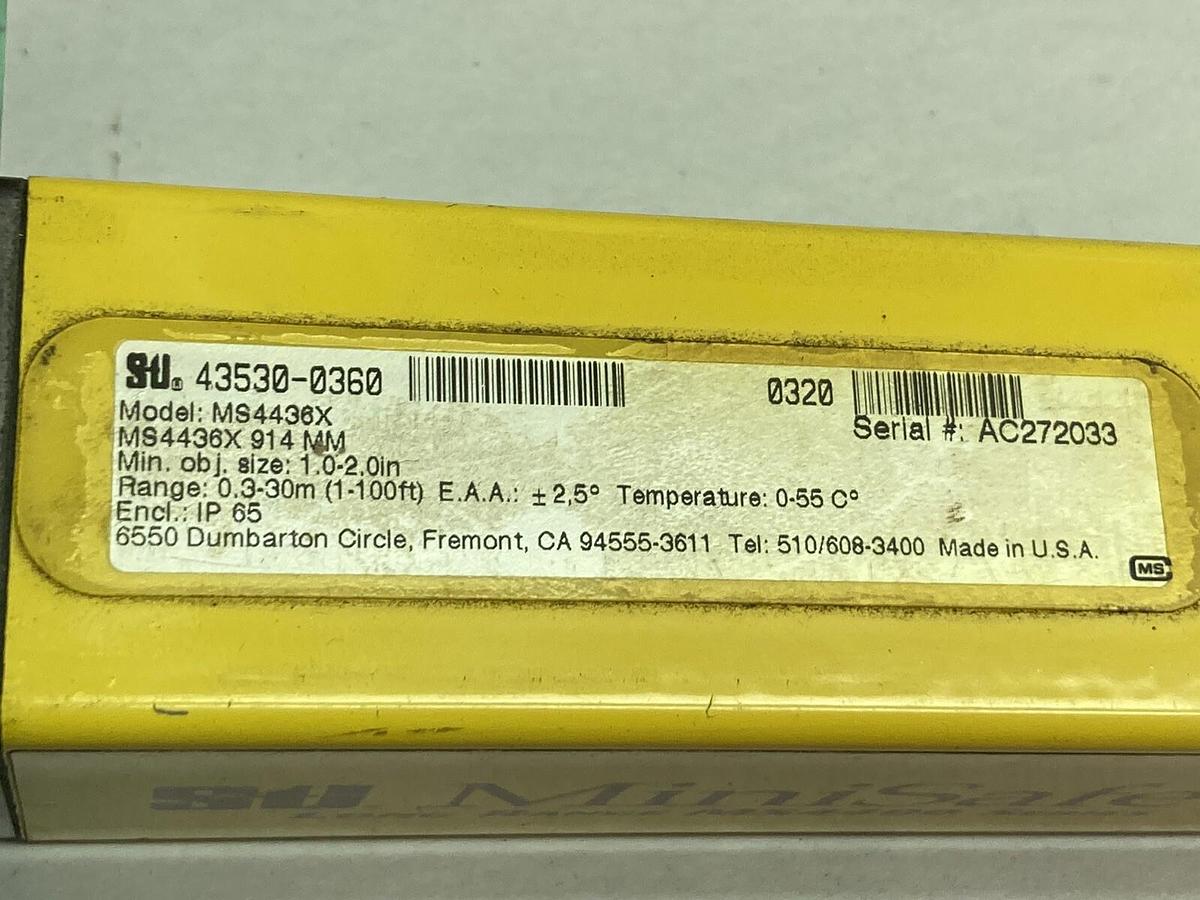 STI® 43530-0360 0320
Model: MS4436X Serial #: AC272033
MS4436X 914 MM
Min. obj. size: 1.0-2.0in
Range: 0.3-30m (1-100ft) E.A.A.: ± 2,5° Temperature: 0-55 C°
Encl.: IP 65
6550 Dumbarton Circle, Fremont, CA 94555-3611 Tel: 510/608-3400 Made in U.S.A.
MS
STI MiniSafe